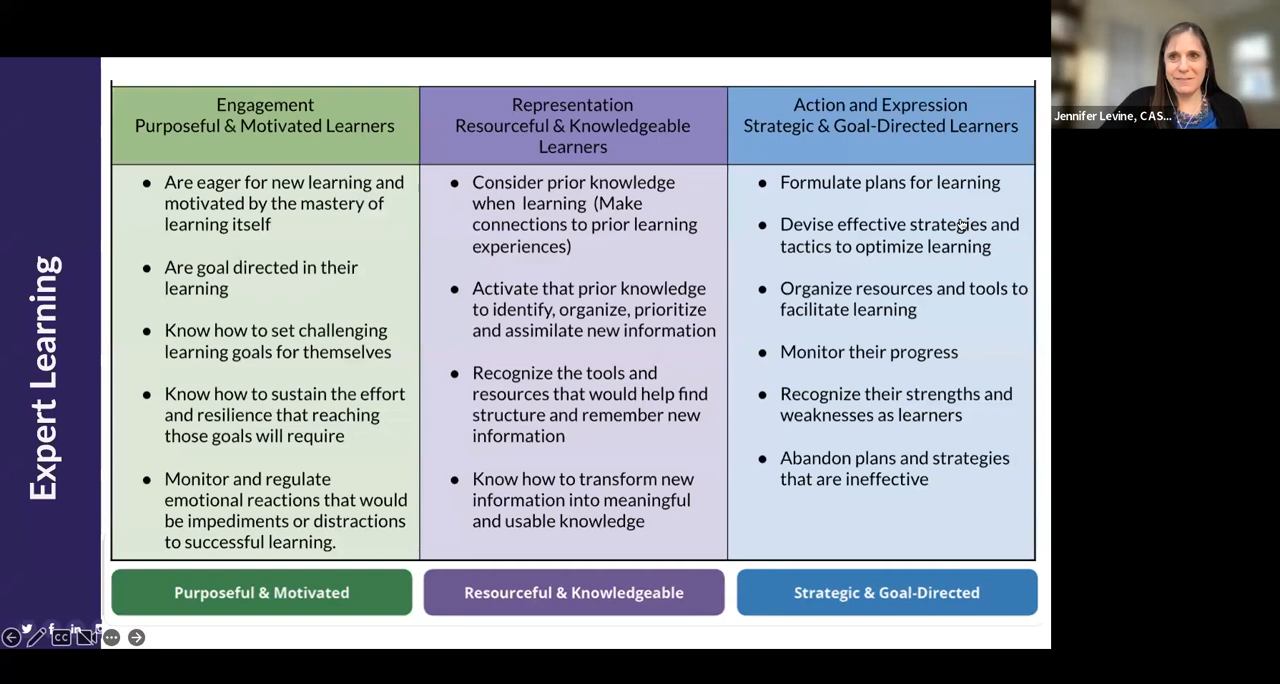 Expert Learning
Engagement
Purposeful & Motivated Learners
Are eager for new learning and
motivated by the mastery of
learning itself
Are goal directed in their
learning
Know how to set challenging
learning goals for themselves
Know how to sustain the effort
and resilience that reaching
those goals will require
Monitor and regulate
emotional reactions that would
be impediments or distractions
to successful learning.
Purposeful & Motivated
Representation
Resourceful & Knowledgeable
Learners
Consider prior knowledge
when learning (Make
connections to prior learning
experiences)
Activate that prior knowledge
to identify, organize, prioritize
and assimilate new information
Recognize the tools and
resources that would help find
structure and remember new
information
Know how to transform new
information into meaningful
and usable knowledge
Resourceful & Knowledgeable
Action and Expression
Strategic & Goal-Directed Learners
Formulate plans for learning
Devise effective strategies and
tactics to optimize learning
Organize resources and tools to
facilitate learning
Monitor their progress
Recognize their strengths and
weaknesses as learners
Abandon plans and strategies
that are ineffective
Strategic & Goal-Directed
Jennifer Levine, CAS...
CC